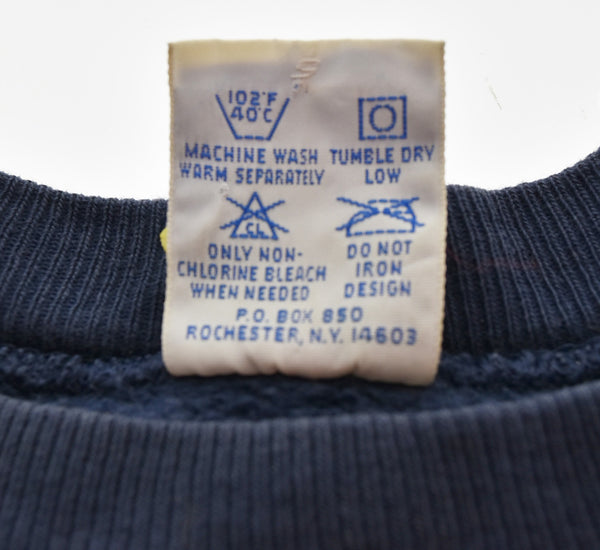 102°F
40°C
MACHINE WASH TUMBLE DRY
WARM SEPARATELY LOW
CL
ONLY NON- DO NOT
CHLORINE BLEACH IRON
WHEN NEEDED DESIGN
P.O. BOX 850
ROCHESTER, N.Y. 14603